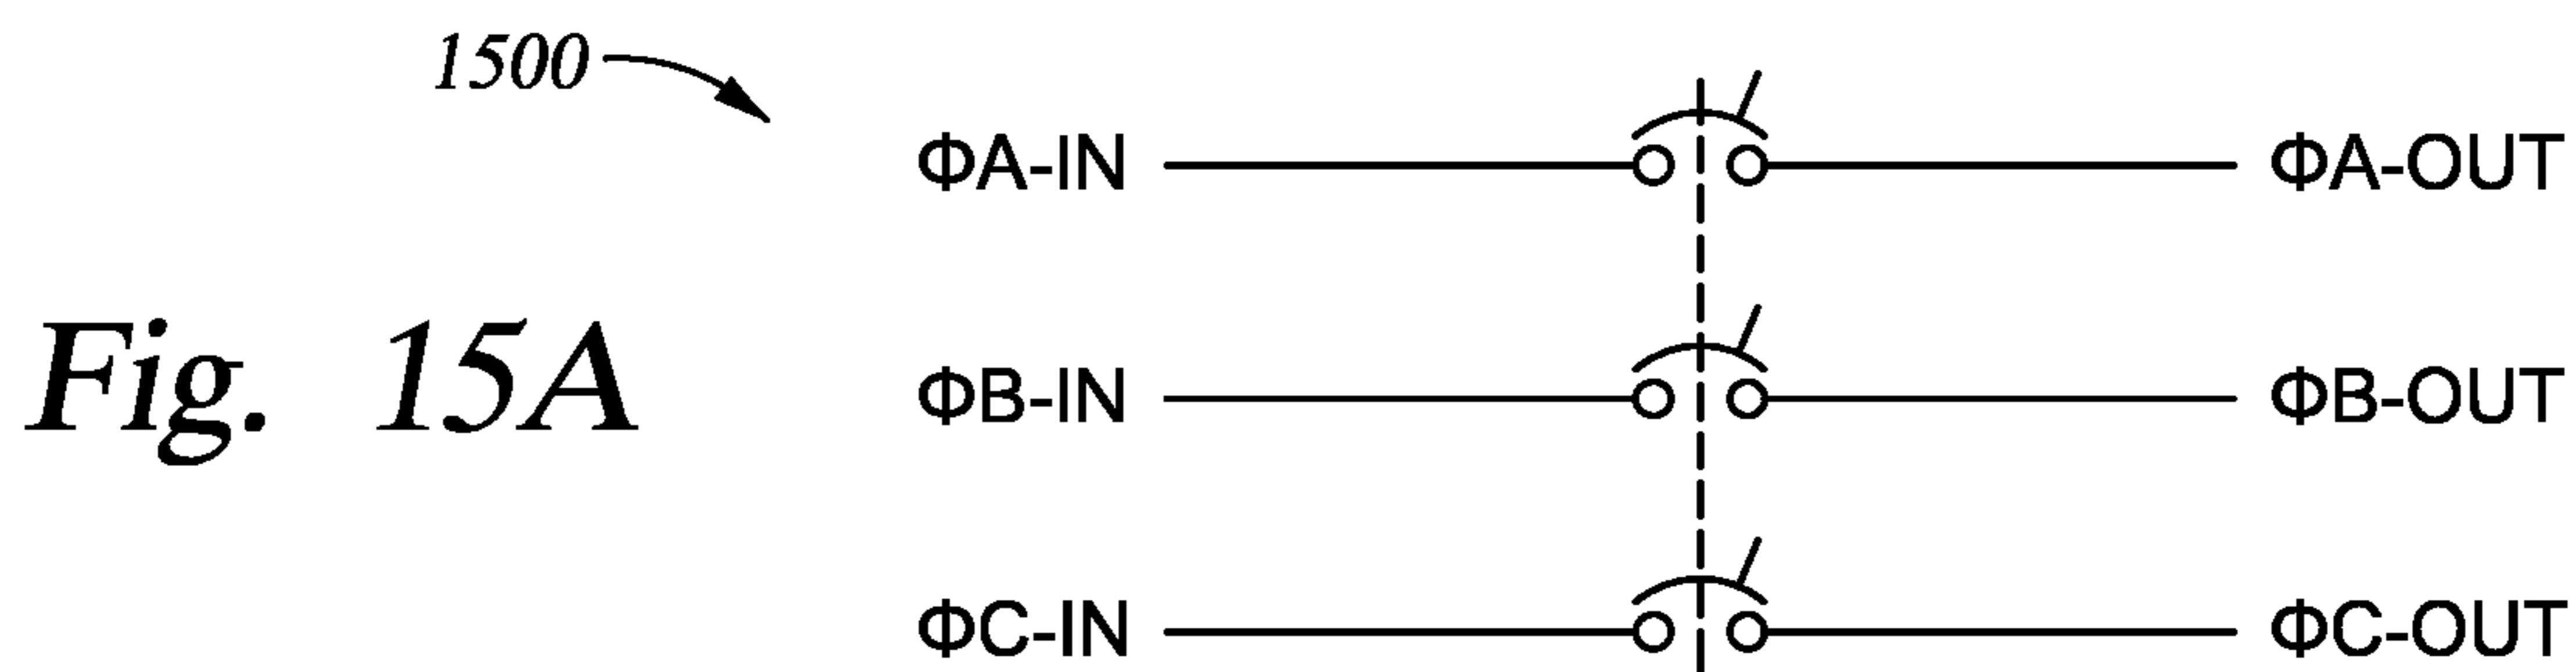 1500
ΦA-IN ΦA-OUT
Fig. 15A
ΦB-IN ΦB-OUT
ΦC-IN ΦC-OUT